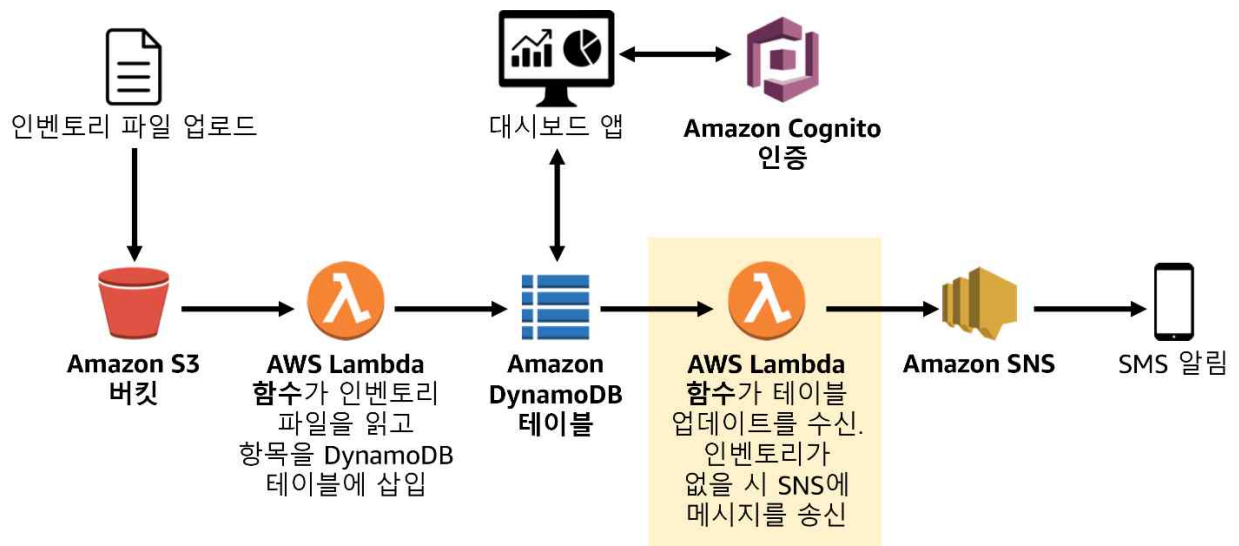 인벤토리 파일 업로드
대시보드 앱
Amazon Cognito
인증
Amazon S3
버킷
AWS Lambda
함수가 인벤토리
파일을 읽고
항목을 DynamoDB
테이블에 삽입
Amazon
DynamoDB
테이블
AWS Lambda
함수가 테이블
업데이트를 수신.
인벤토리가
없을 시 SNS에
메시지를 송신
Amazon SNS
SMS 알림